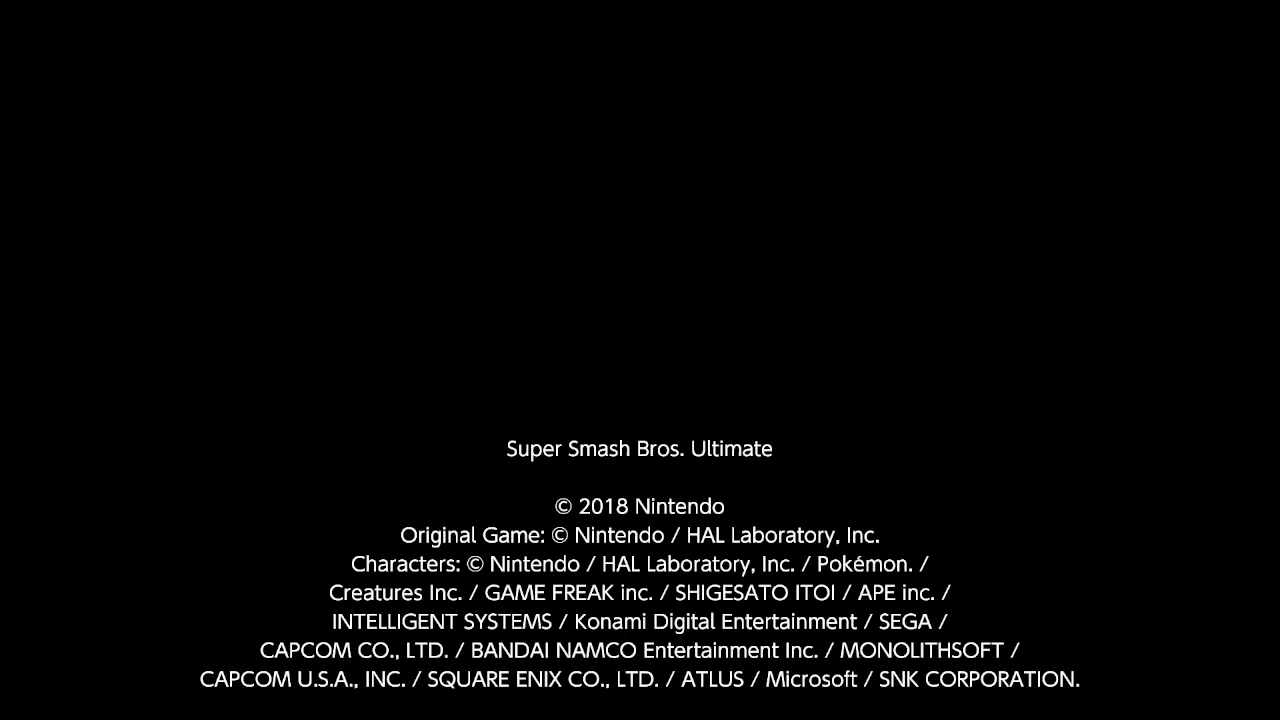 Super Smash Bros. Ultimate
© 2018 Nintendo
Original Game: © Nintendo / HAL Laboratory, Inc.
Characters: © Nintendo / HAL Laboratory, Inc. / Pokémon. /
Creatures Inc. / GAME FREAK inc. / SHIGESATO ITOI / APE inc. /
INTELLIGENT SYSTEMS / Konami Digital Entertainment / SEGA /
CAPCOM CO., LTD. / BANDAI NAMCO Entertainment Inc. / MONOLITHSOFT /
CAPCOM U.S.A., INC. / SQUARE ENIX CO., LTD. / ATLUS / Microsoft / SNK CORPORATION.